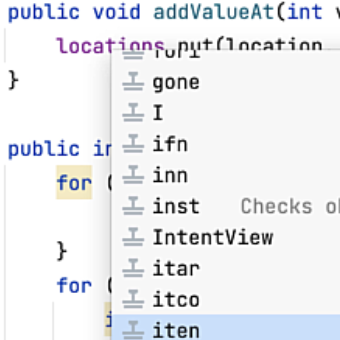 public void addValueAt(int
locations.put(location
}
public
for (
}
for (
fori
gone
I
ifn
inn
inst Checks
IntentView
itar
itco
iten